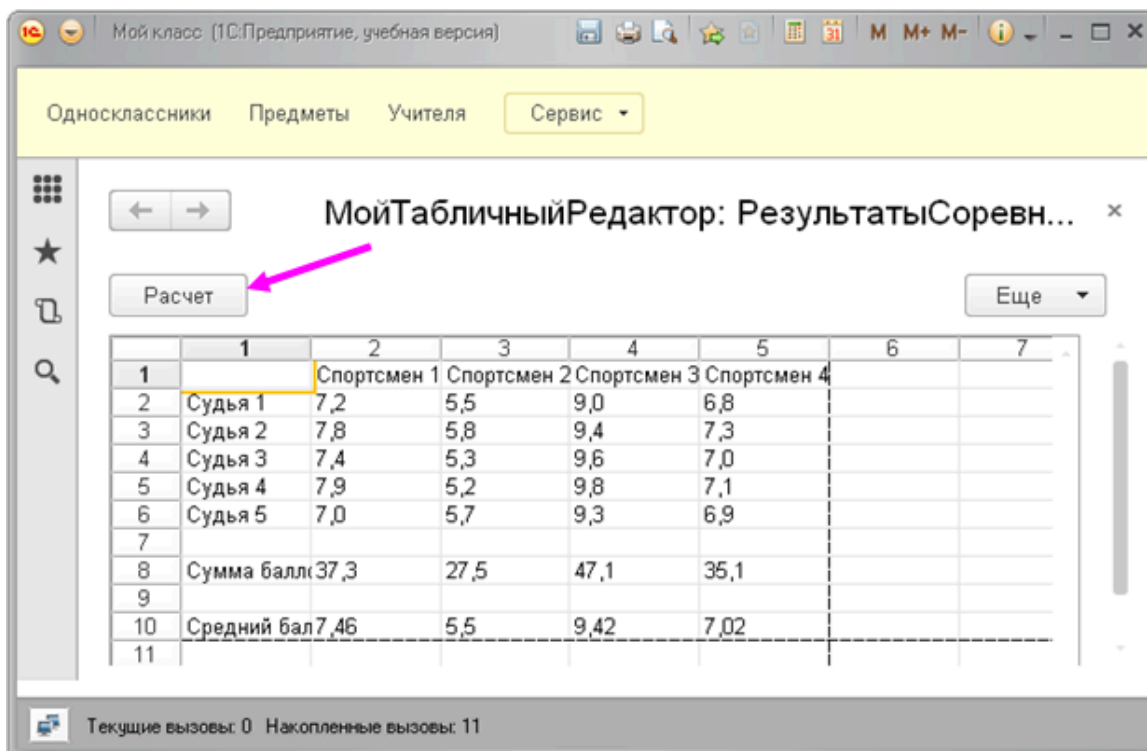 1С Мой класс (1С:Предприятие, учебная версия) 31 M M+ M-
Одноклассники Предметы Учителя Сервис
МойТабличныйРедактор: РезультатыСоревн... ×
Расчет Еще
1 2 3 4 5 6 7
1 Спортсмен 1 Спортсмен 2 Спортсмен 3 Спортсмен 4
2 Судья 1 7,2 5,5 9,0 6,8
3 Судья 2 7,8 5,8 9,4 7,3
4 Судья 3 7,4 5,3 9,6 7,0
5 Судья 4 7,9 5,2 9,8 7,1
6 Судья 5 7,0 5,7 9,3 6,9
7
8 Сумма балл 37,3 27,5 47,1 35,1
9
10 Средний бал 7,46 5,5 9,42 7,02
11
Текущие вызовы: 0 Накопленные вызовы: 11